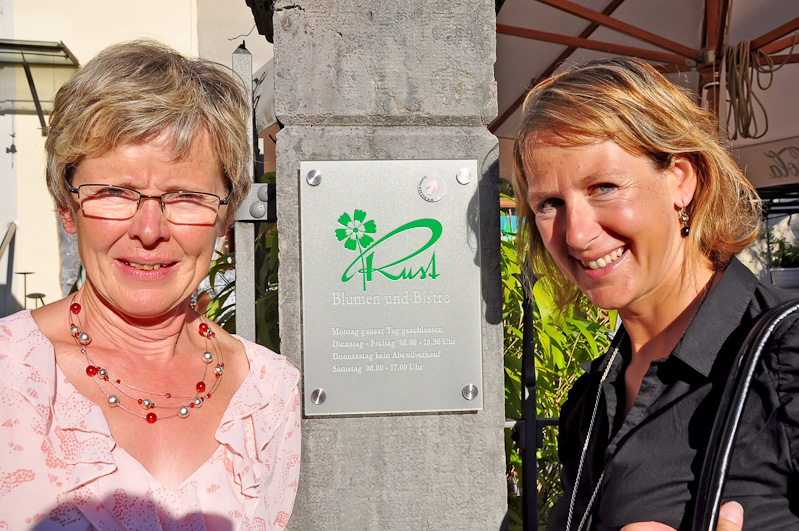 Rust
Blumen und Bistro
Montag ganzer Tag geschlossen
Dienstag - Freitag 08.00 - 18.30 Uhr
Donnerstag kein Abendverkauf
Samstag 08.00 - 17.00 Uhr